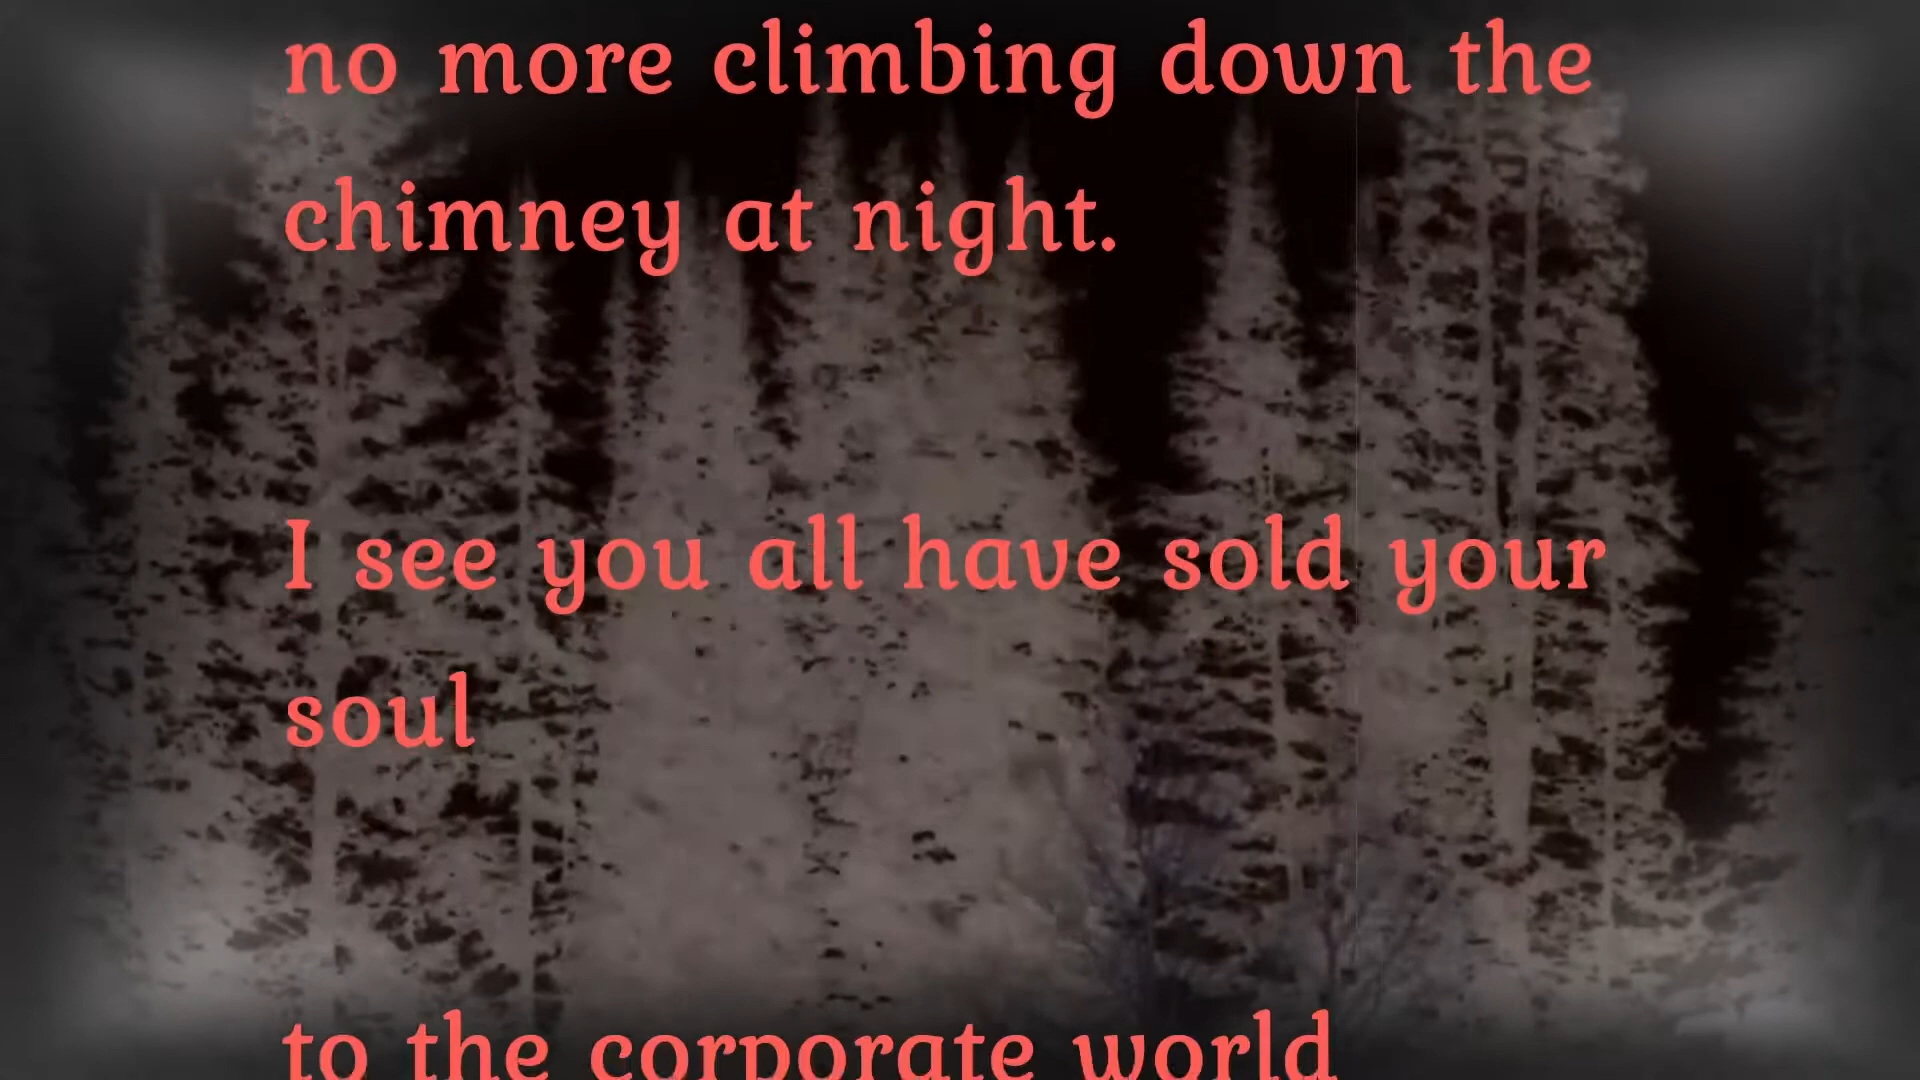 no more climbing down the
chimney at night.
I see you all have sold your
soul
to the corporate world